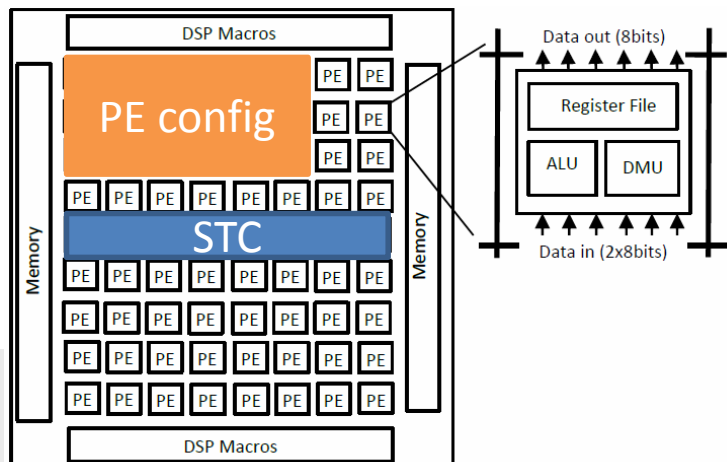 DSP Macros
Data out (8bits)
PE PE
PE config
PE PE
Register File
PE PE
ALU DMU
PE PE PE PE PE PE PE PE
STC
Data in (2x8bits)
Memory
Memory
PE PE PE PE PE PE PE PE
PE PE PE PE PE PE PE PE
PE PE PE PE PE PE PE PE
PE PE PE PE PE PE PE PE
DSP Macros